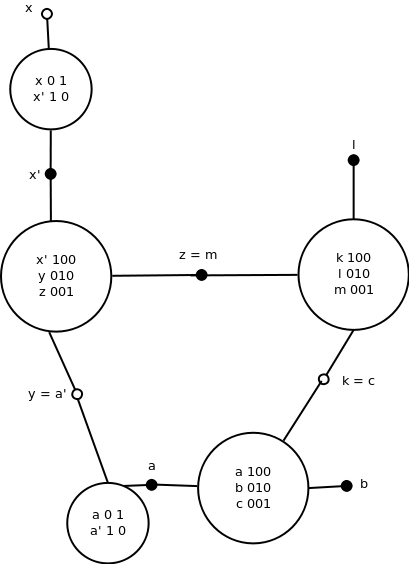 x
x 0 1
x' 1 0
x'
l
x' 100
y 010
z 001
z = m
k 100
l 010
m 001
y = a'
k = c
a
a 100
b 010
c 001
b
a 0 1
a' 1 0